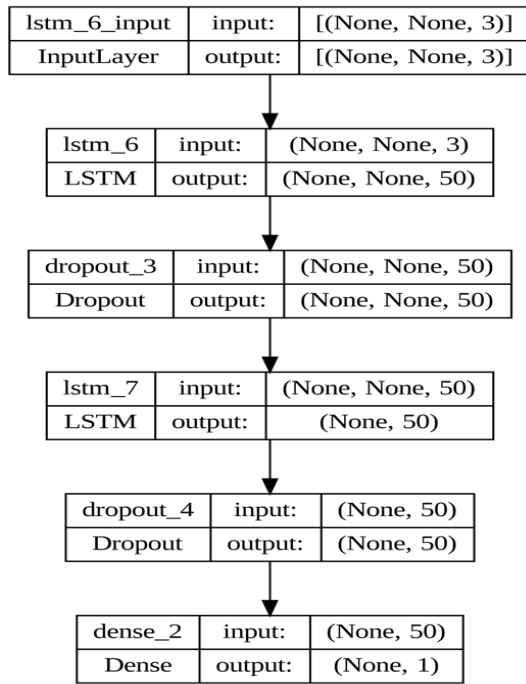 lstm_6_input input: [(None, None, 3)]
InputLayer output: [(None, None, 3)]
lstm_6 input: (None, None, 3)
LSTM output: (None, None, 50)
dropout_3 input: (None, None, 50)
Dropout output: (None, None, 50)
lstm_7 input: (None, None, 50)
LSTM output: (None, 50)
dropout_4 input: (None, 50)
Dropout output: (None, 50)
dense_2 input: (None, 50)
Dense output: (None, 1)